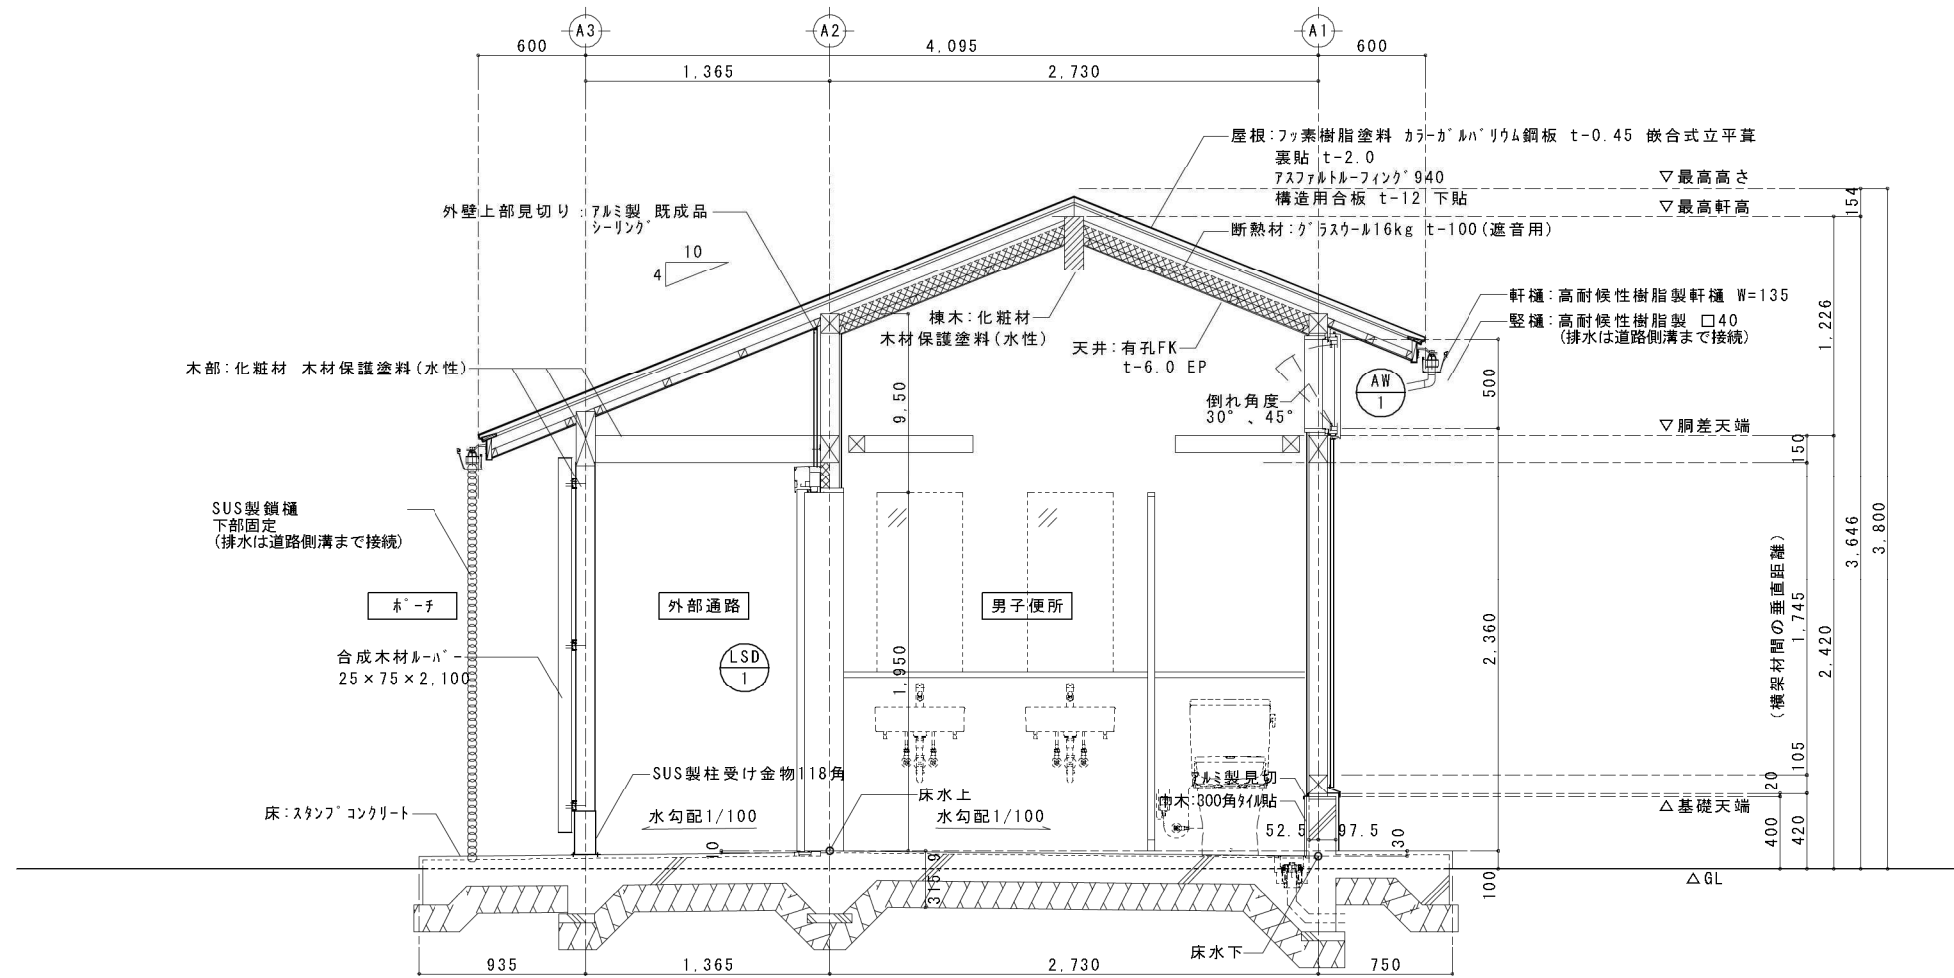 A3
A2
A1
600
4,095
600
1,365
2,730
屋根:フッ素樹脂塗料 カラーガルバリウム鋼板 t-0.45 嵌合式立平葺
裏貼 t-2.0
アスファルトルーフィング940
構造用合板 t-12 下貼
▽最高高さ
154
外壁上部見切り:アルミ製 既成品
シーリング
▽最高軒高
断熱材:グラスウール16kg t-100(遮音用)
10
4
軒樋:高耐候性樹脂製軒樋 W=135
竪樋:高耐候性樹脂製 □40
(排水は道路側溝まで接続)
1,226
棟木:化粧材
木材保護塗料(水性)
天井:有孔FK
t-6.0 EP
木部:化粧材 木材保護塗料(水性)
AW
1
500
9,50
倒れ角度
30°、45°
▽胴差天端
150
SUS製鎖樋
下部固定
(排水は道路側溝まで接続)
3,646
3,800
(横架材間の垂直距離)
1,745
2,420
2,360
ポーチ
外部通路
男子便所
LSD
1
合成木材ルーバー
25×75×2,100
1,950
SUS製柱受け金物118角
アルミ製見切
105
20
床:スタンプコンクリート
水勾配1/100
床水上
水勾配1/100
巾木:300角タイル貼
△基礎天端
52.5
97.5
30
400
420
10
315.9
100
△GL
床水下
935
1,365
2,730
750